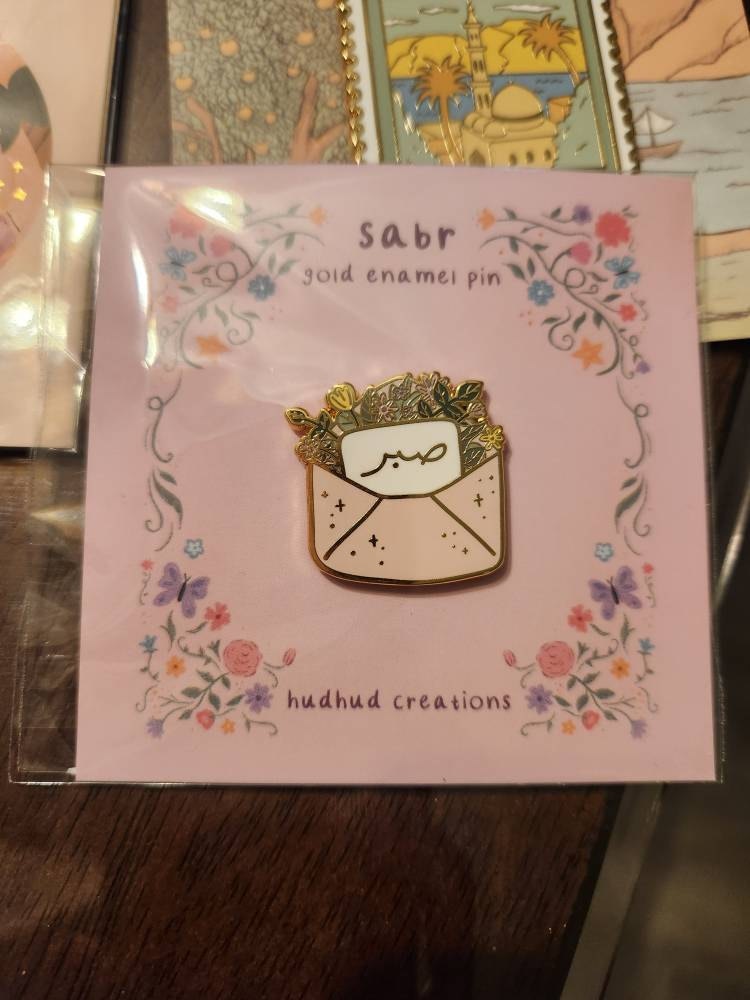 sabr
gold enamel pin
صبر
hudhud creations